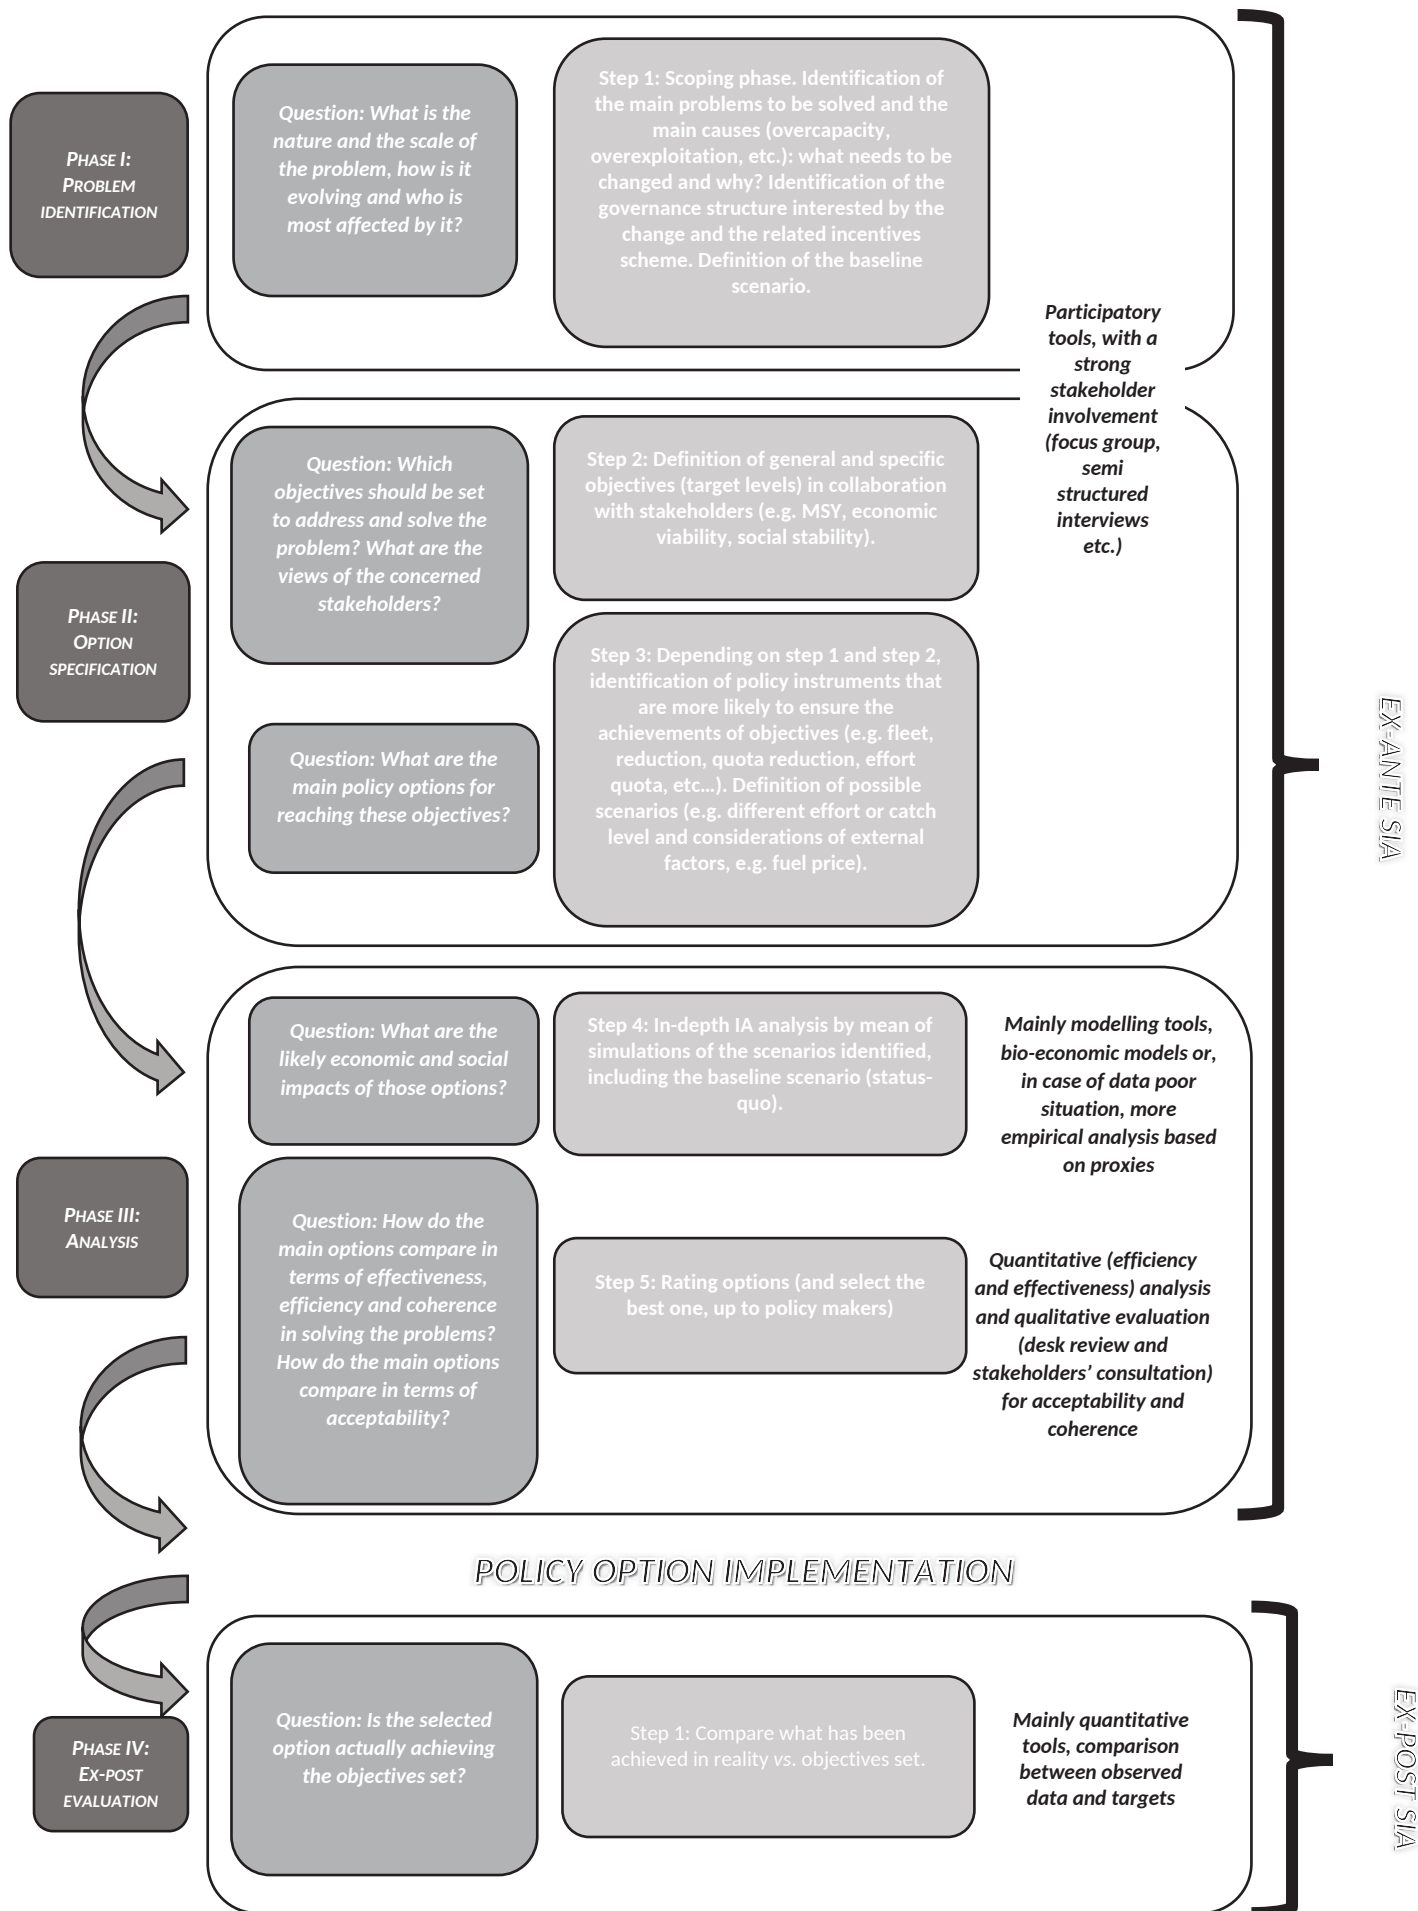 PHASE I:
PROBLEM
IDENTIFICATION
Question: What is the
nature and the scale of
the problem, how is it
evolving and who is
most affected by it?
Step 1: Scoping phase. Identification of
the main problems to be solved and the
main causes (overcapacity,
overexploitation, etc.): what needs to be
changed and why? Identification of the
governance structure interested by the
change and the related incentives
scheme. Definition of the baseline
scenario.
Participatory
tools, with a
strong
stakeholder
involvement
(focus group,
semi
structured
interviews
etc.)
PHASE II:
OPTION
SPECIFICATION
Question: Which
objectives should be set
to address and solve the
problem? What are the
views of the concerned
stakeholders?
Step 2: Definition of general and specific
objectives (target levels) in collaboration
with stakeholders (e.g. MSY, economic
viability, social stability).
Question: What are the
main policy options for
reaching these objectives?
Step 3: Depending on step 1 and step 2,
identification of policy instruments that
are more likely to ensure the
achievements of objectives (e.g. fleet,
reduction, quota reduction, effort
quota, etc…). Definition of possible
scenarios (e.g. different effort or catch
level and considerations of external
factors, e.g. fuel price).
EX-ANTE SIA
PHASE III:
ANALYSIS
Question: What are the
likely economic and social
impacts of those options?
Step 4: In-depth IA analysis by mean of
simulations of the scenarios identified,
including the baseline scenario (status-
quo).
Mainly modelling tools,
bio-economic models or,
in case of data poor
situation, more
empirical analysis based
on proxies
Question: How do the
main options compare in
terms of effectiveness,
efficiency and coherence
in solving the problems?
How do the main options
compare in terms of
acceptability?
Step 5: Rating options (and select the
best one, up to policy makers)
Quantitative (efficiency
and effectiveness) analysis
and qualitative evaluation
(desk review and
stakeholders’ consultation)
for acceptability and
coherence
POLICY OPTION IMPLEMENTATION
PHASE IV:
EX-POST
EVALUATION
Question: Is the selected
option actually achieving
the objectives set?
Step 1: Compare what has been
achieved in reality vs. objectives set.
Mainly quantitative
tools, comparison
between observed
data and targets
EX-POST SIA